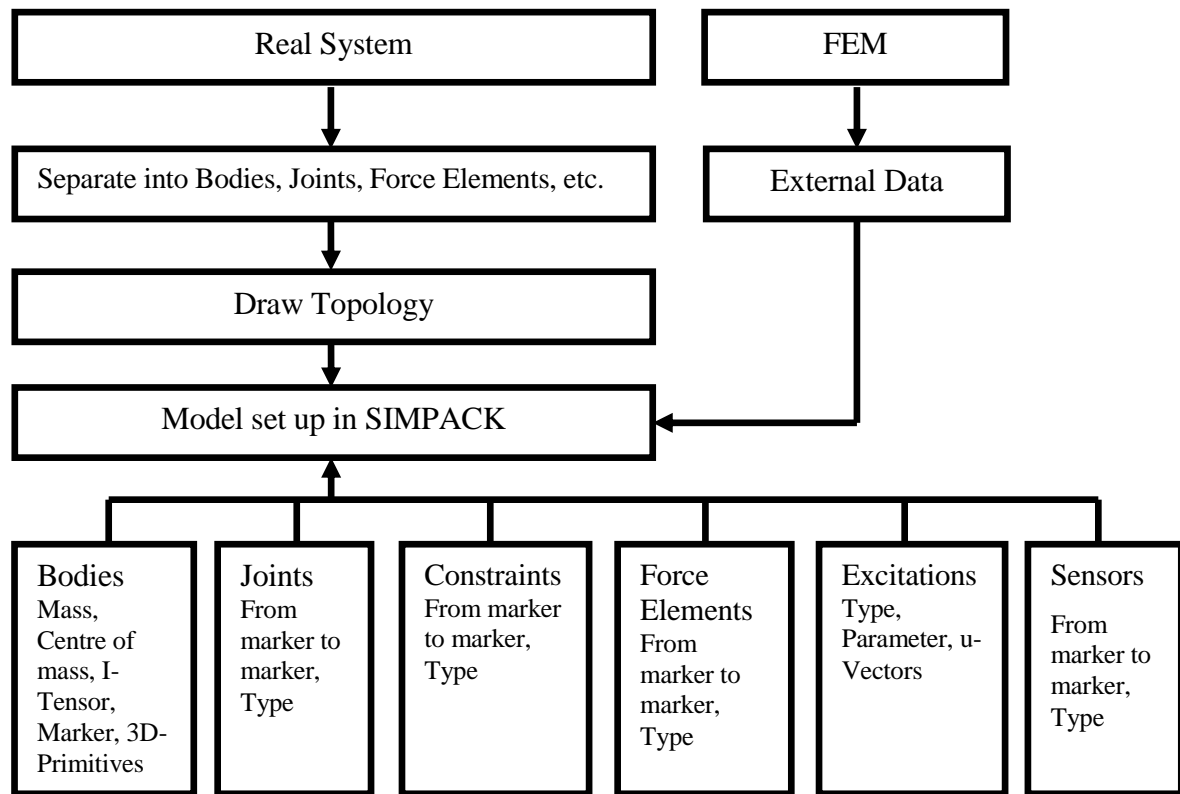 Real System
FEM
Separate into Bodies, Joints, Force Elements, etc.
External Data
Draw Topology
Model set up in SIMPACK
Bodies
Mass,
Centre of
mass, I-
Tensor,
Marker, 3D-
Primitives
Joints
From
marker to
marker,
Type
Constraints
From marker
to marker,
Type
Force
Elements
From
marker to
marker,
Type
Excitations
Type,
Parameter, u-
Vectors
Sensors
From
marker to
marker,
Type